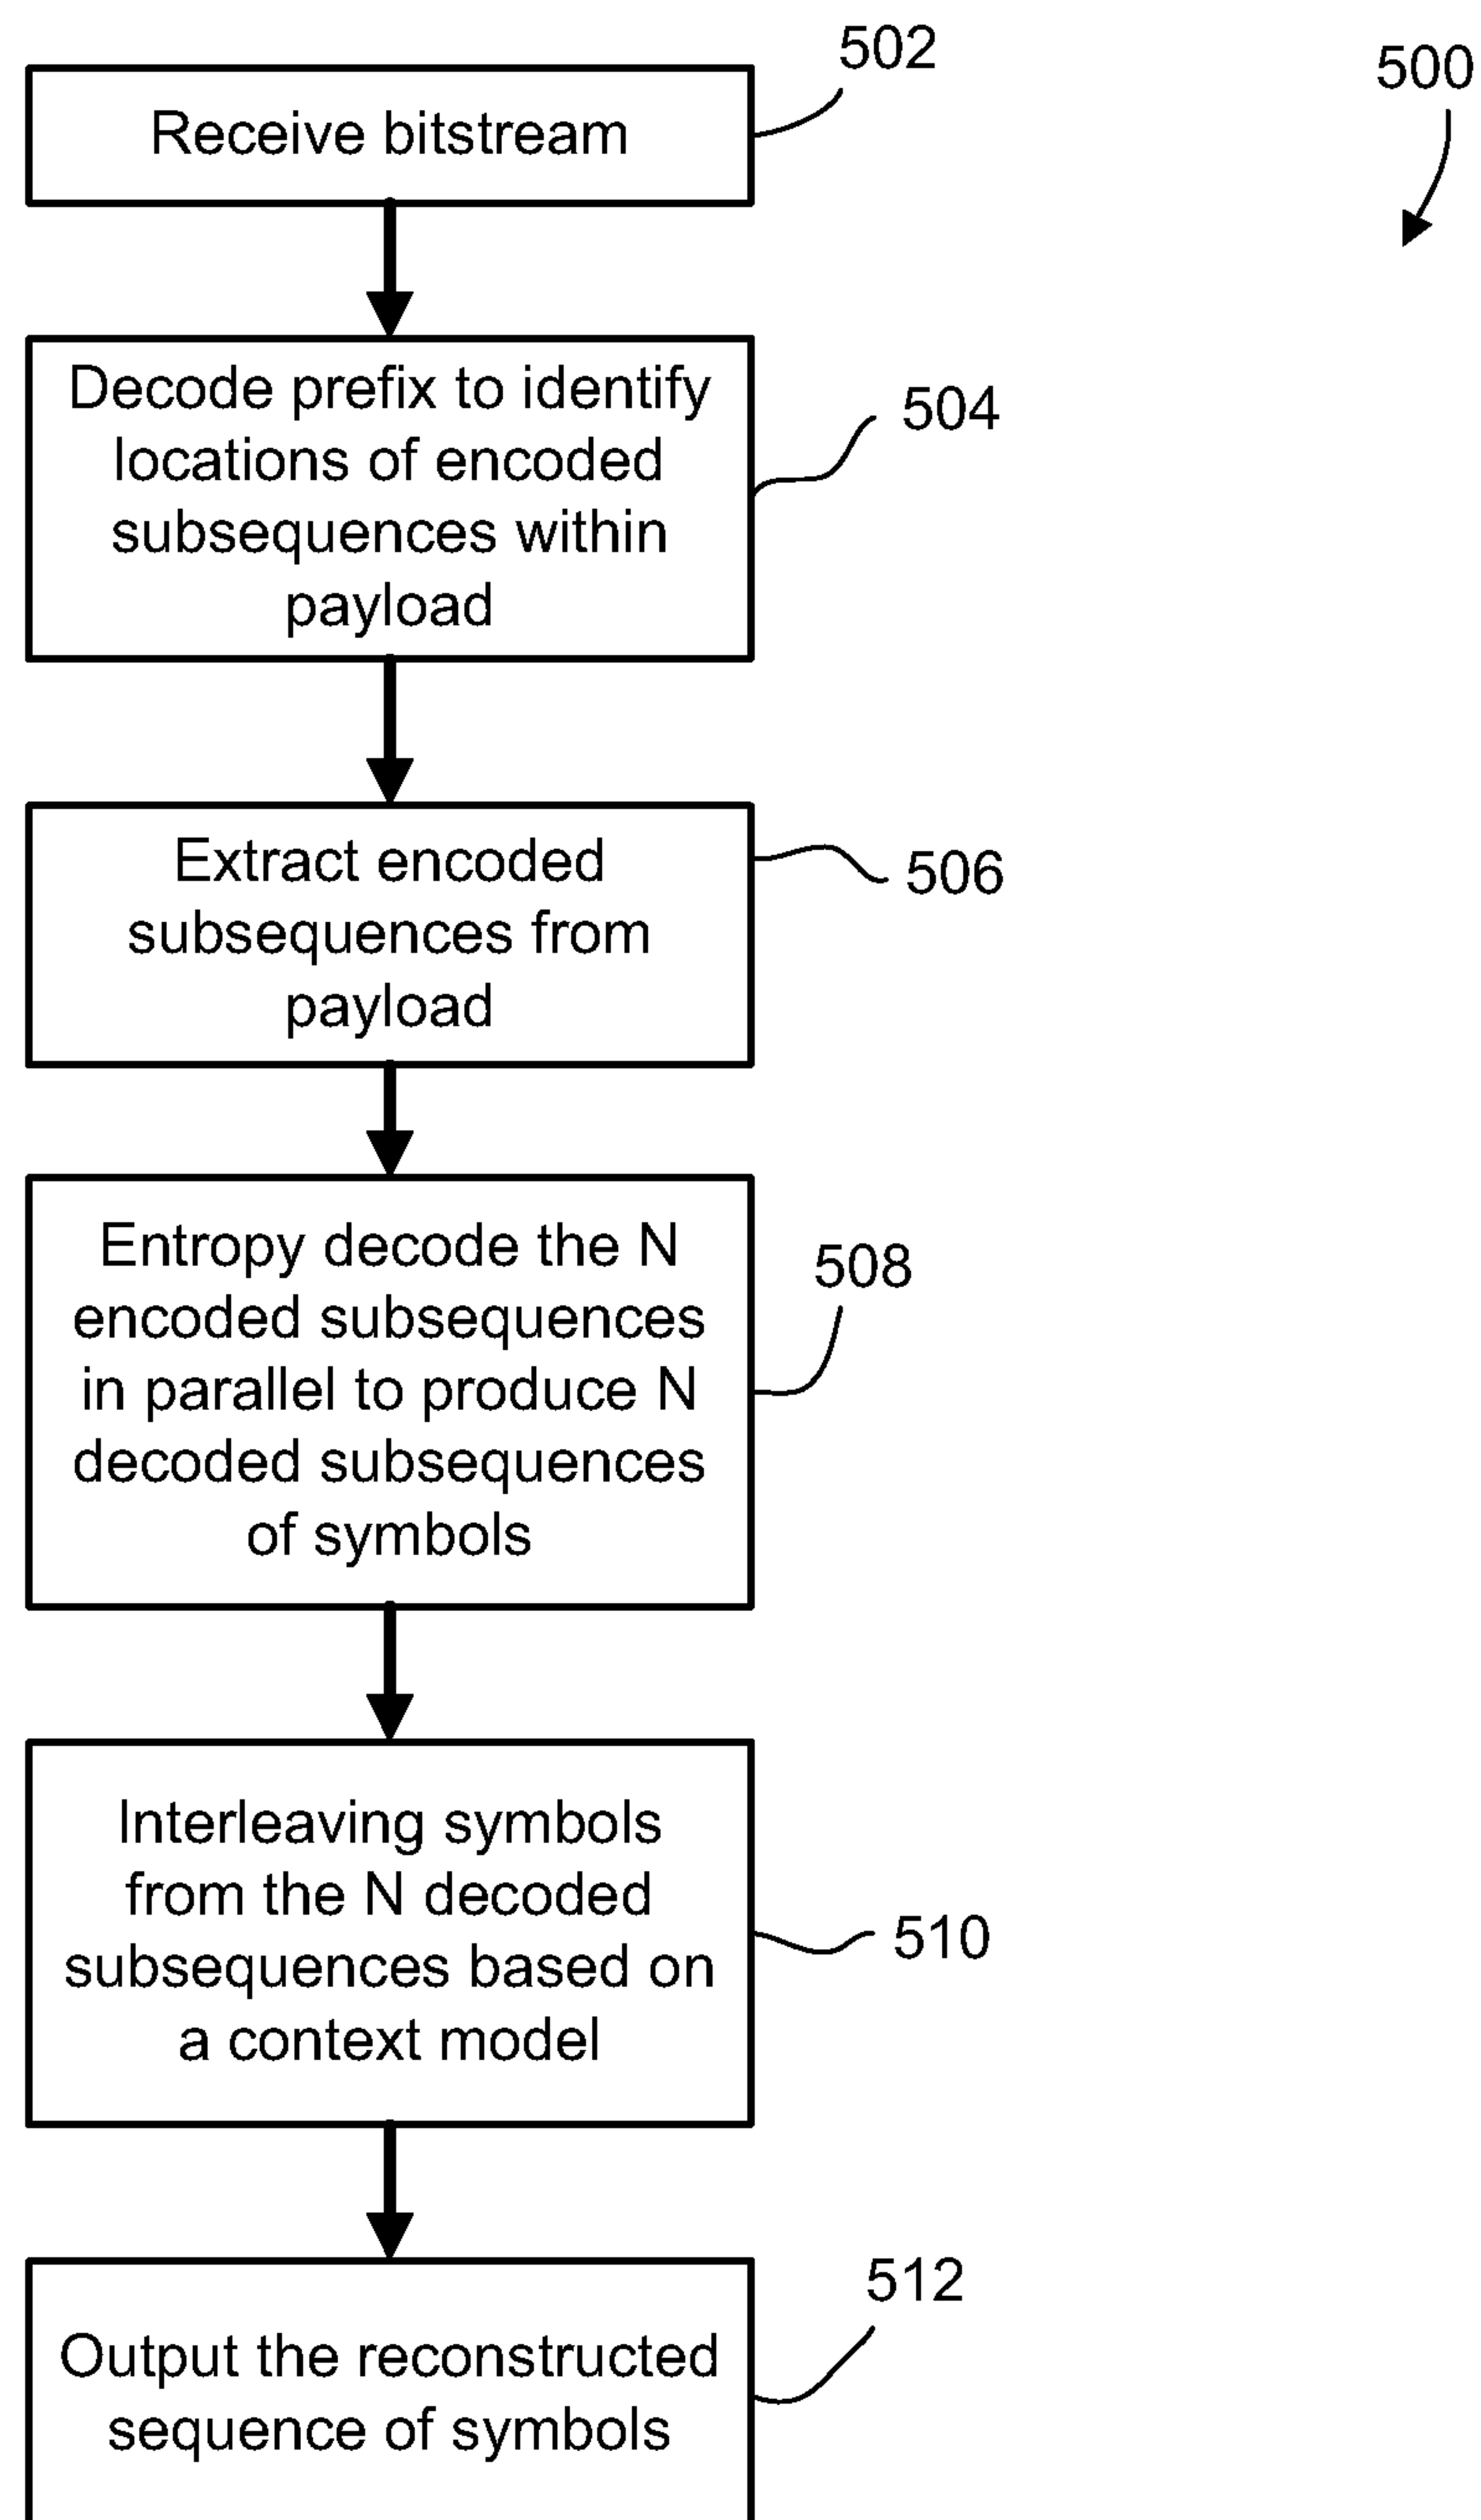 502
500
Receive bitstream
Decode prefix to identify
locations of encoded
subsequences within
payload
504
Extract encoded
subsequences from
payload
506
Entropy decode the N
encoded subsequences
in parallel to produce N
decoded subsequences
of symbols
508
Interleaving symbols
from the N decoded
subsequences based on
a context model
510
512
Output the reconstructed
sequence of symbols